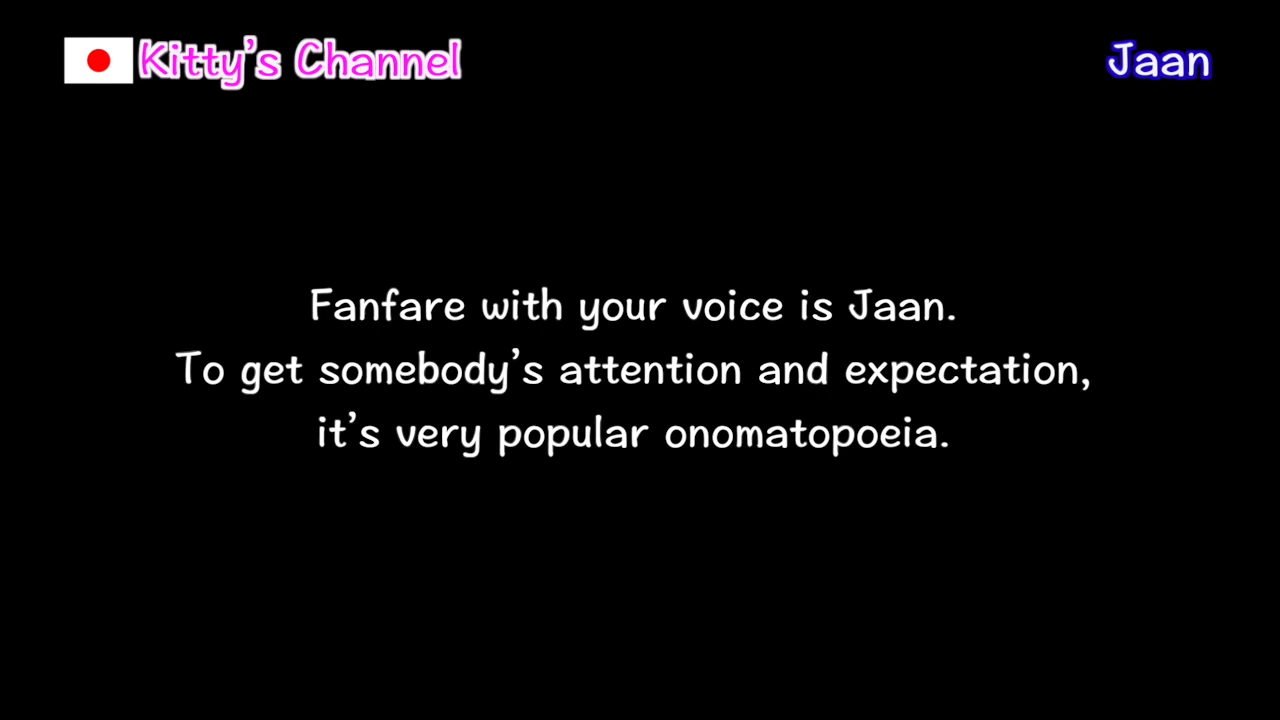 Kitty's Channel
Jaan
Fanfare with your voice is Jaan.
To get somebody's attention and expectation,
it's very popular onomatopoeia.